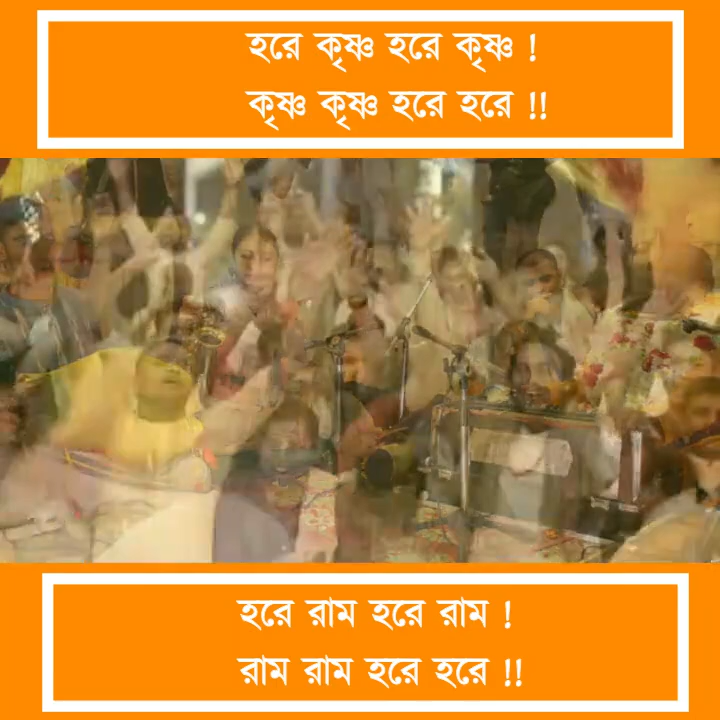 হরে কৃষ্ণ হরে কৃষ্ণ !
কৃষ্ণ কৃষ্ণ হরে হরে !!
হরে রাম হরে রাম !
রাম রাম হরে হরে !!